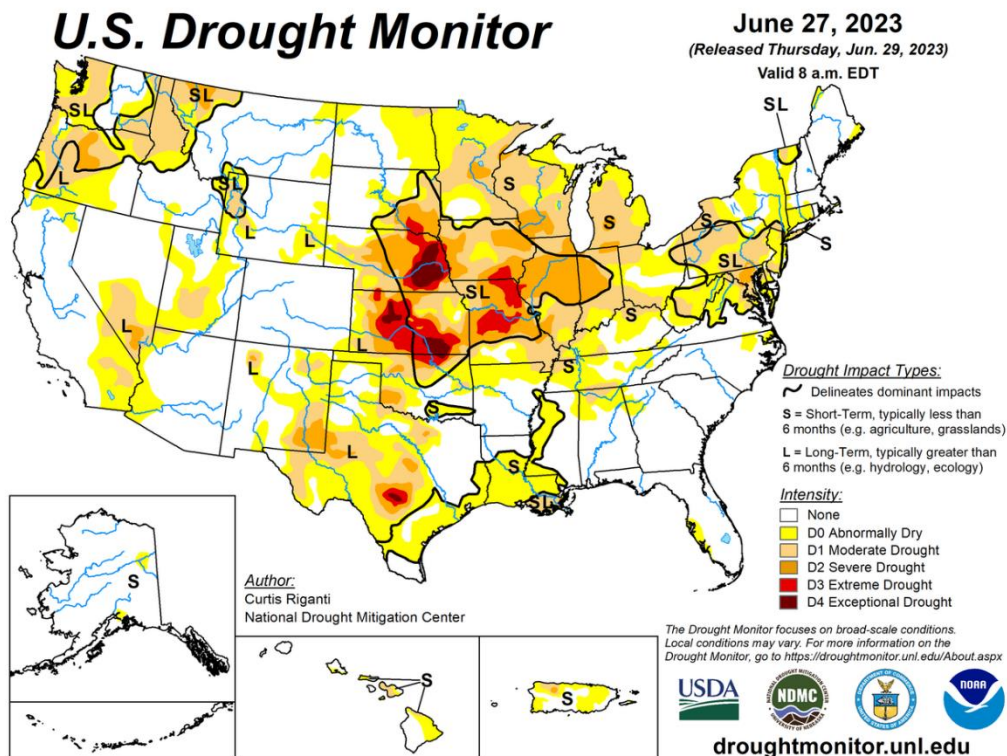 U.S. Drought Monitor
June 27, 2023
(Released Thursday, Jun. 29, 2023)
Valid 8 a.m. EDT
SL
SL
SL
L
SL
L
L
L
L
L
L
S
S
S
SL
SL
S
S
S
S
S
SL
S
Drought Impact Types:
Delineates dominant impacts
S = Short-Term, typically less than
6 months (e.g. agriculture, grasslands)
L = Long-Term, typically greater than
6 months (e.g. hydrology, ecology)
Intensity:
None
D0 Abnormally Dry
D1 Moderate Drought
D2 Severe Drought
D3 Extreme Drought
D4 Exceptional Drought
S
Author:
Curtis Riganti
National Drought Mitigation Center
S
S
The Drought Monitor focuses on broad-scale conditions.
Local conditions may vary. For more information on the
Drought Monitor, go to https://droughtmonitor.unl.edu/About.aspx
USDA
NDMC
NOAA
droughtmonitor.unl.edu